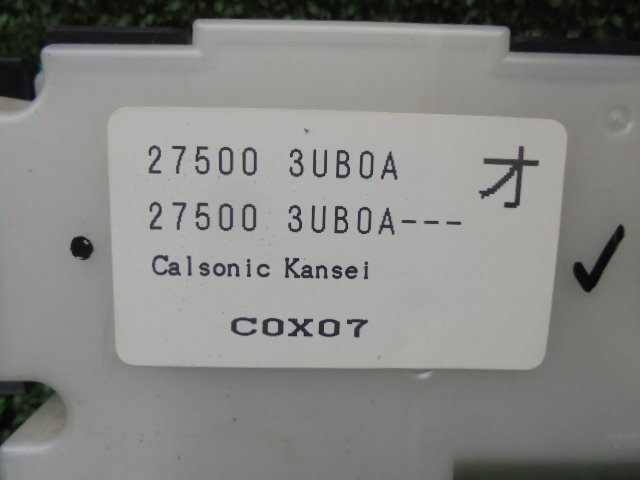 27500 3UB0A
オ
27500 3UB0A---
Calsonic Kansei
C0X07